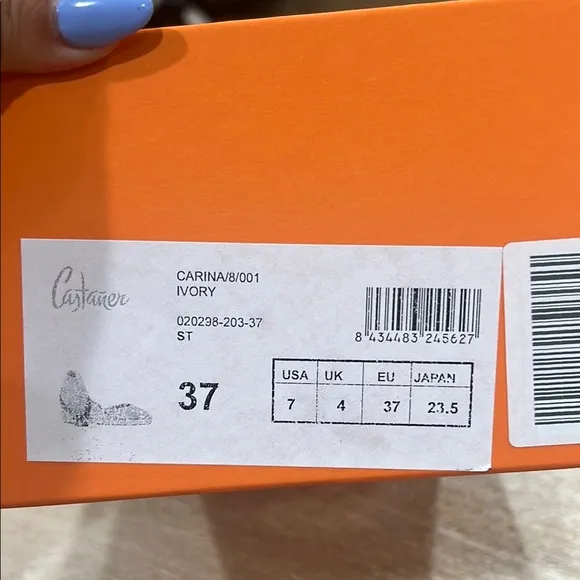 Castañer
CARINA/8/001
IVORY
020298-203-37
ST
8 434483 245627
37
USA UK EU JAPAN
7 4 37 23.5